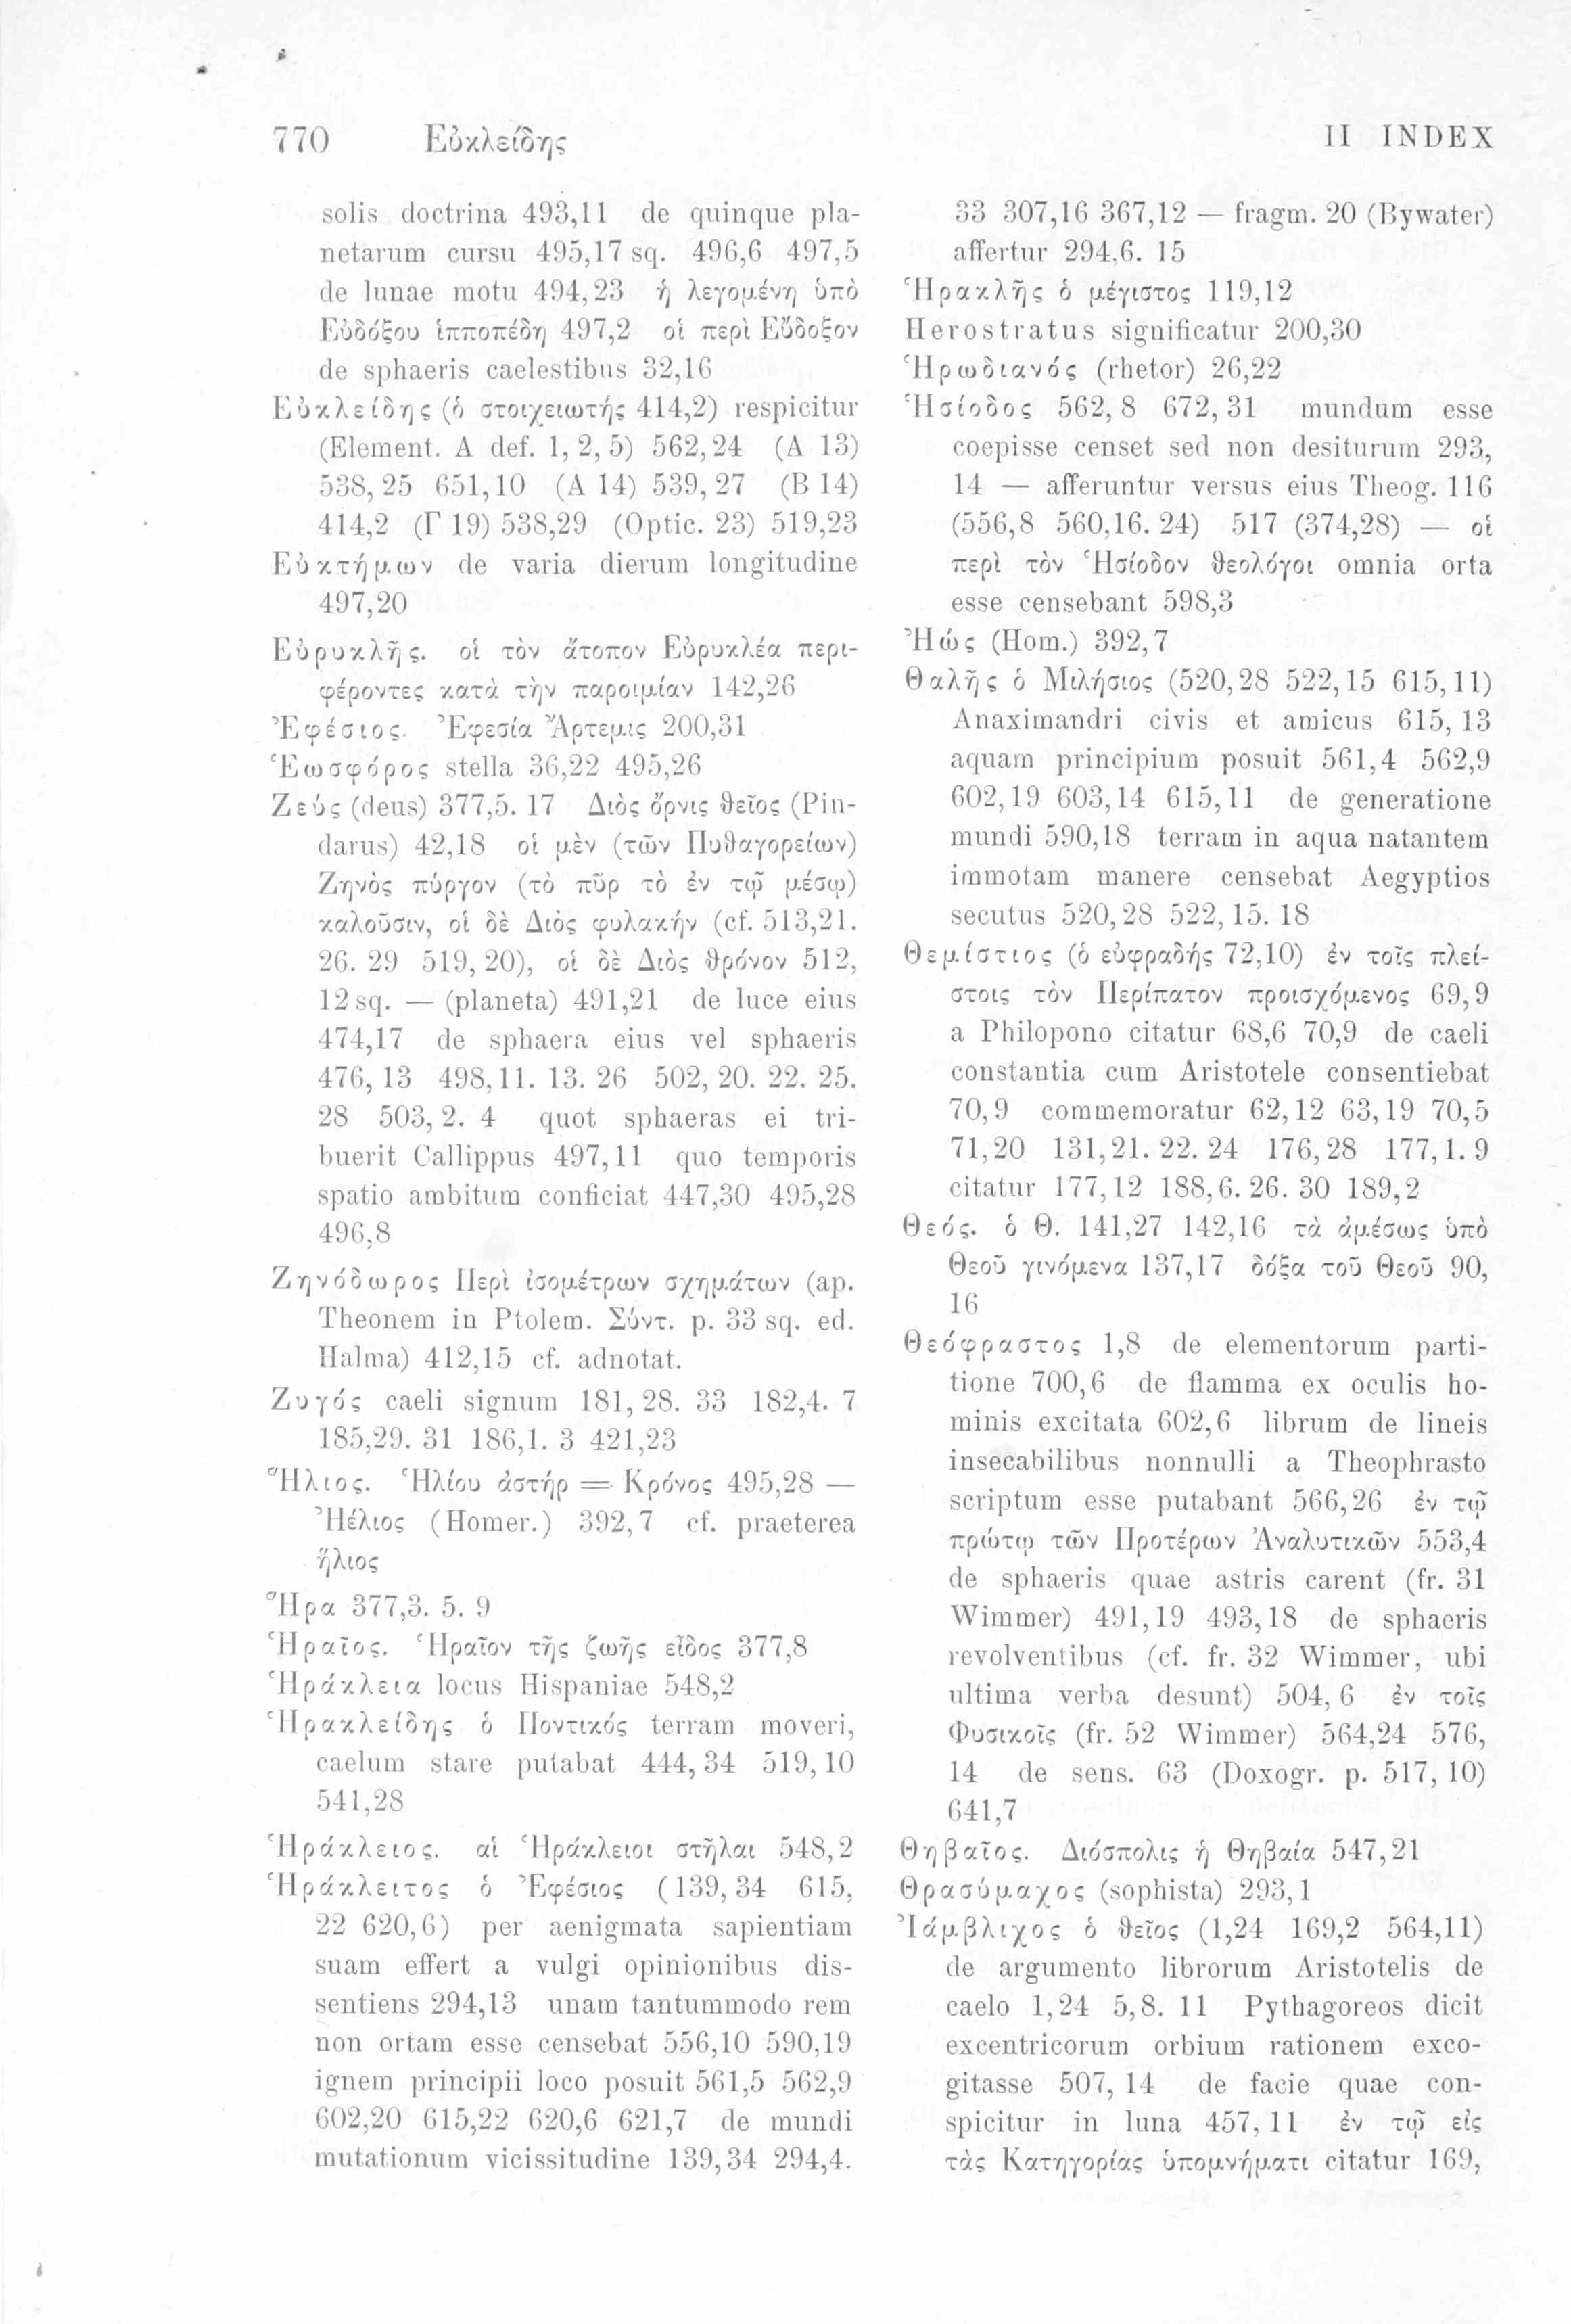 770 Εὐκλείδης II INDEX
solis doctrina 493,11 de quinque pla-
netarum cursu 495,17 sq. 496,6 497,5
de lunae motu 494,23 ἡ λεγομένη ὑπὸ
Εὐδόξου ἱπποπέδη 497,2 οἱ περὶ Εὔδοξον
de sphaeris caelestibus 32,16
Εὐκλείδης (ὁ στοιχειωτής 414,2) respicitur
(Element. A def. 1, 2, 5) 562,24 (A 13)
538,25 651,10 (A 14) 539,27 (B 14)
414,2 (Γ 19) 538,29 (Optic. 23) 519,23
Εὐκτήμων de varia dierum longitudine
497,20
Εὐρυκλῆς. οἱ τὸν ἄτοπον Εὐρυκλέα περι-
φέροντες κατὰ τὴν παροιμίαν 142,26
Ἐφέσιος. Ἐφεσία Ἄρτεμις 200,31
Ἑωσφόρος stella 36,22 495,26
Ζεύς (deus) 377,5. 17 Διὸς ὄρνις θεῖος (Pin-
darus) 42,18 οἱ μὲν (τῶν Πυθαγορείων)
Ζηνὸς πύργον (τὸ πῦρ τὸ ἐν τῷ μέσῳ)
καλοῦσιν, οἱ δὲ Διὸς φυλακήν (cf. 513,21.
26. 29 519,20), οἱ δὲ Διὸς θρόνον 512,
12 sq. — (planeta) 491,21 de luce eius
474,17 de sphaera eius vel sphaeris
476,13 498,11. 13. 26 502,20. 22. 25.
28 503,2. 4 quot sphaeras ei tri-
buerit Callippus 497,11 quo temporis
spatio ambitum conficiat 447,30 495,28
496,8
Ζηνόδωρος Περὶ ἰσομέτρων σχημάτων (ap.
Theonem in Ptolem. Σύντ. p. 33 sq. ed.
Halma) 412,15 cf. adnotat.
Ζυγός caeli signum 181,28. 33 182,4. 7
185,29. 31 186,1. 3 421,23
Ἥλιος. Ἡλίου ἀστήρ = Κρόνος 495,28 —
Ἠέλιος (Homer.) 392,7 cf. praeterea
ἥλιος
Ἥρα 377,3. 5. 9
Ἡραῖος. Ἡραῖον τῆς ζωῆς εἶδος 377,8
Ἡράκλεια locus Hispaniae 548,2
Ἡρακλείδης ὁ Ποντικός terram moveri,
caelum stare putabat 444,34 519,10
541,28
Ἡράκλειος. αἱ Ἡράκλειοι στῆλαι 548,2
Ἡράκλειτος ὁ Ἐφέσιος (139,34 615,
22 620,6) per aenigmata sapientiam
suam effert a vulgi opinionibus dis-
sentiens 294,13 unam tantummodo rem
non ortam esse censebat 556,10 590,19
ignem principii loco posuit 561,5 562,9
602,20 615,22 620,6 621,7 de mundi
mutationum vicissitudine 139,34 294,4.
33 307,16 367,12 — fragm. 20 (Bywater)
affertur 294,6. 15
Ἡρακλῆς ὁ μέγιστος 119,12
Herostratus significatur 200,30
Ἡρωδιανός (rhetor) 26,22
Ἡσίοδος 562,8 672,31 mundum esse
coepisse censet sed non desiturum 293,
14 — afferuntur versus eius Theog. 116
(556,8 560,16. 24) 517 (374,28) — οἱ
περὶ τὸν Ἡσίοδον θεολόγοι omnia orta
esse censebant 598,3
Ἠώς (Hom.) 392,7
Θαλῆς ὁ Μιλήσιος (520,28 522,15 615,11)
Anaximandri civis et amicus 615,13
aquam principium posuit 561,4 562,9
602,19 603,14 615,11 de generatione
mundi 590,18 terram in aqua natantem
immotam manere censebat Aegyptios
secutus 520,28 522,15. 18
Θεμίστιος (ὁ εὐφραδής 72,10) ἐν τοῖς πλεί-
στοις τὸν Περίπατον προισχόμενος 69,9
a Philopono citatur 68,6 70,9 de caeli
constantia cum Aristotele consentiebat
70,9 commemoratur 62,12 63,19 70,5
71,20 131,21. 22. 24 176,28 177,1. 9
citatur 177,12 188,6. 26. 30 189,2
Θεός. ὁ Θ. 141,27 142,16 τὰ ἀμέσως ὑπὸ
Θεοῦ γινόμενα 137,17 δόξα τοῦ Θεοῦ 90,
16
Θεόφραστος 1,8 de elementorum parti-
tione 700,6 de flamma ex oculis ho-
minis excitata 602,6 librum de lineis
insecabilibus nonnulli a Theophrasto
scriptum esse putabant 566,26 ἐν τῷ
πρώτῳ τῶν Προτέρων Ἀναλυτικῶν 553,4
de sphaeris quae astris carent (fr. 31
Wimmer) 491,19 493,18 de sphaeris
revolventibus (cf. fr. 32 Wimmer, ubi
ultima verba desunt) 504,6 ἐν τοῖς
Φυσικοῖς (fr. 52 Wimmer) 564,24 576,
14 de sens. 63 (Doxogr. p. 517,10)
641,7
Θηβαῖος. Διόσπολις ἡ Θηβαία 547,21
Θρασύμαχος (sophista) 293,1
Ἰάμβλιχος ὁ θεῖος (1,24 169,2 564,11)
de argumento librorum Aristotelis de
caelo 1,24 5,8. 11 Pythagoreos dicit
excentricorum orbium rationem exco-
gitasse 507,14 de facie quae con-
spicitur in luna 457,11 ἐν τῷ εἰς
τὰς Κατηγορίας ὑπομνήματι citatur 169,